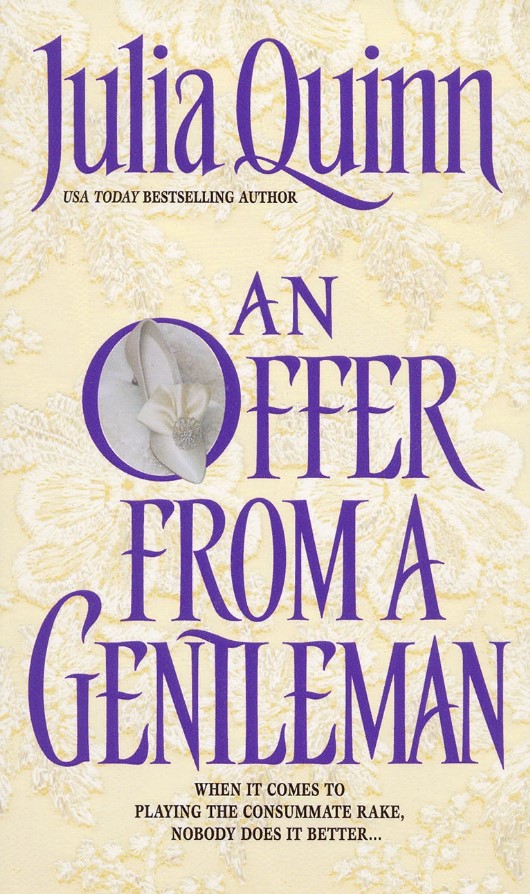 Julia Quinn
USA TODAY BESTSELLING AUTHOR
AN
OFFER
FROM A
GENTLEMAN
WHEN IT COMES TO
PLAYING THE CONSUMMATE RAKE,
NOBODY DOES IT BETTER...